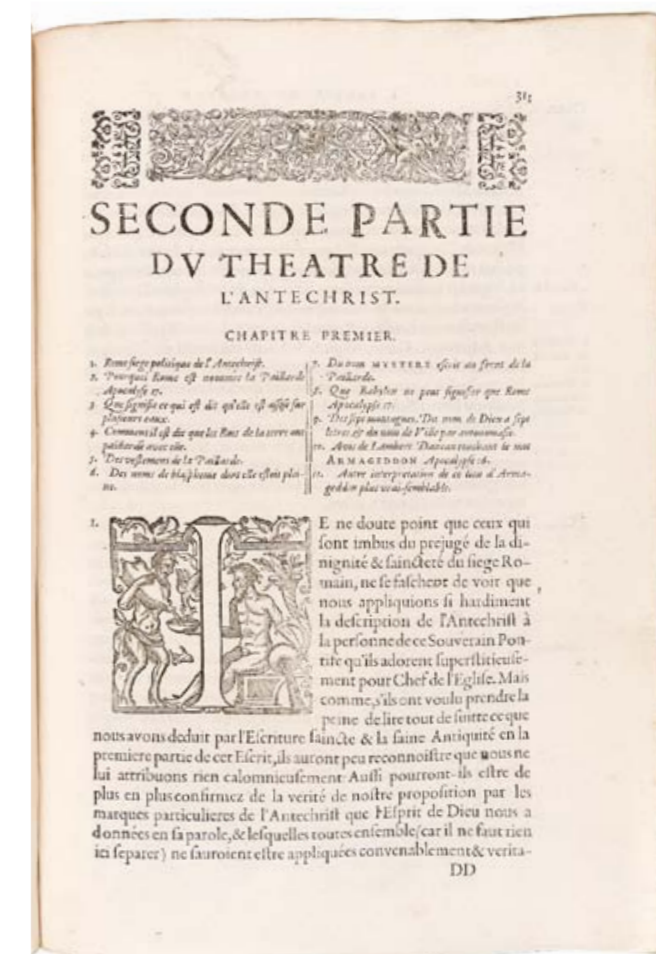 SECONDE PARTIE
DV THEATRE DE
L'ANTECHRIST.
CHAPITRE PREMIER.
1. Rome siege politique de l'Antechrist.
2. Pourquoi Rome est nommée la Paillarde
Apocalypse 17.
3. Que signifie ce qui est dit qu'elle est assise sur
plusieurs eaux.
4. Comment il est dit que les Rois de la terre ont
paillardé avec elle.
5. Des vestemens de la Paillarde.
6. Des noms de blaspheme dont elle estoit plei-
ne.
7. Du nom MYSTERE escrit au front de la
Paillarde.
8. Que Babylon ne peut signifier que Rome
Apocalypse 17.
9. Des sept montagnes. Du nom de Dieu a sept
letres & du nom de Ville par antonomasie.
10. Avis de Lambert Daneau touchant le mot
ARMAGEDDON Apocalypse 16.
11. Autre interpretation de ce lieu d'Arma-
geddon plus vrai-semblable.
1.
I E ne doute point que ceux qui
sont imbus du prejugé de la di-
nignité & saincteté du siege Ro-
main, ne se faschent de voir que
nous appliquions si hardiment
la description de l'Antechrist à
la personne de ce Souverain Pon-
tife qu'ils adorent superstitieuse-
ment pour Chef de l'Eglise. Mais
comme, s'ils ont voulu prendre la
peine de lire tout de suitte ce que
nous avons deduit par l'Escriture saincte & la saine Antiquité en la
premiere partie de cet Escrit, ils auront peu reconnoistre que nous ne
lui attribuons rien calomnieusement Aussi pourront-ils estre de
plus en plus confirmez de la verité de nostre proposition par les
marques particulieres de l'Antechrist que l'Esprit de Dieu nous a
données en sa parole, & lesquelles toutes ensemble (car il ne faut rien
ici separer) ne sauroient estre appliquées convenablement & verita-
DD